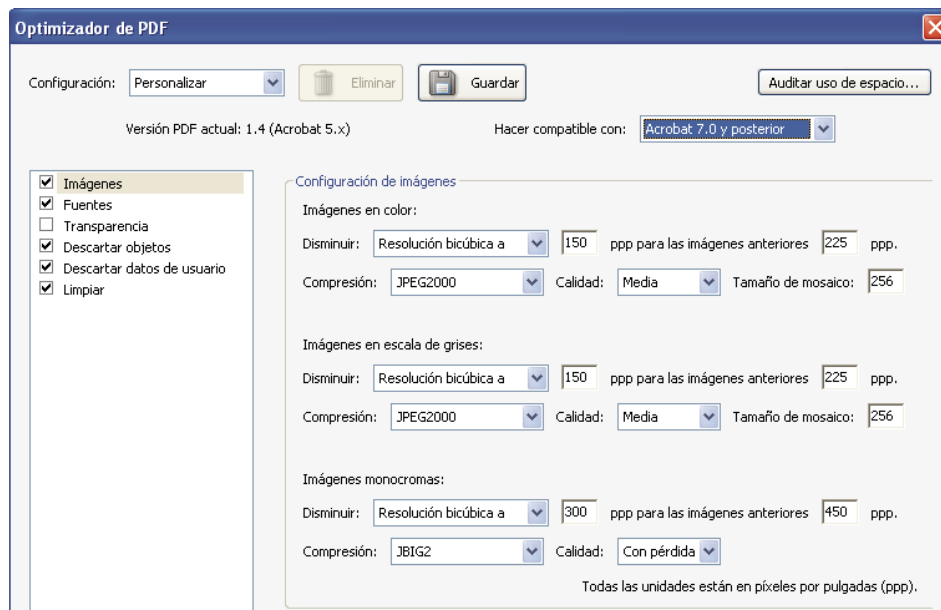 Optimizador de PDF
Configuración: Personalizar Eliminar Guardar Auditar uso de espacio...
Versión PDF actual: 1.4 (Acrobat 5.x) Hacer compatible con: Acrobat 7.0 y posterior
Imágenes
Fuentes
Transparencia
Descartar objetos
Descartar datos de usuario
Limpiar
Configuración de imágenes
Imágenes en color:
Disminuir: Resolución bicúbica a 150 ppp para las imágenes anteriores 225 ppp.
Compresión: JPEG2000 Calidad: Media Tamaño de mosaico: 256
Imágenes en escala de grises:
Disminuir: Resolución bicúbica a 150 ppp para las imágenes anteriores 225 ppp.
Compresión: JPEG2000 Calidad: Media Tamaño de mosaico: 256
Imágenes monocromas:
Disminuir: Resolución bicúbica a 300 ppp para las imágenes anteriores 450 ppp.
Compresión: JBIG2 Calidad: Con pérdida
Todas las unidades están en píxeles por pulgadas (ppp).